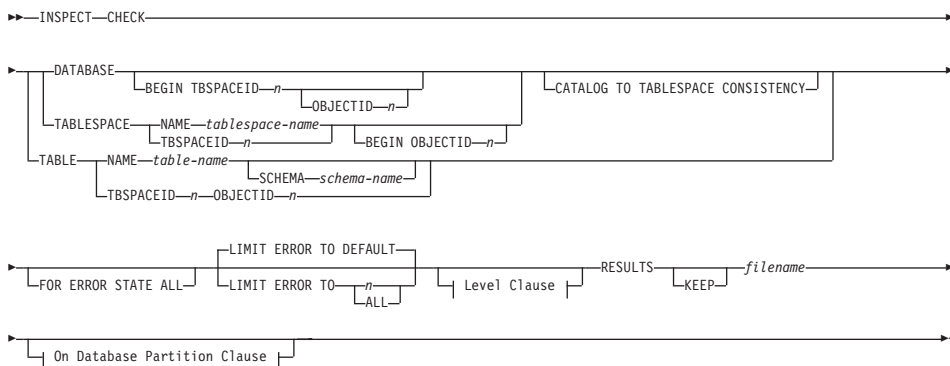 INSPECT CHECK
DATABASE
BEGIN TBSPACEID n
OBJECTID n
CATALOG TO TABLESPACE CONSISTENCY
TABLESPACE NAME tablespace-name
TBSPACEID n
BEGIN OBJECTID n
TABLE NAME table-name
SCHEMA schema-name
TBSPACEID n OBJECTID n
LIMIT ERROR TO DEFAULT
FOR ERROR STATE ALL
LIMIT ERROR TO n
ALL
Level Clause
RESULTS
KEEP
filename
On Database Partition Clause